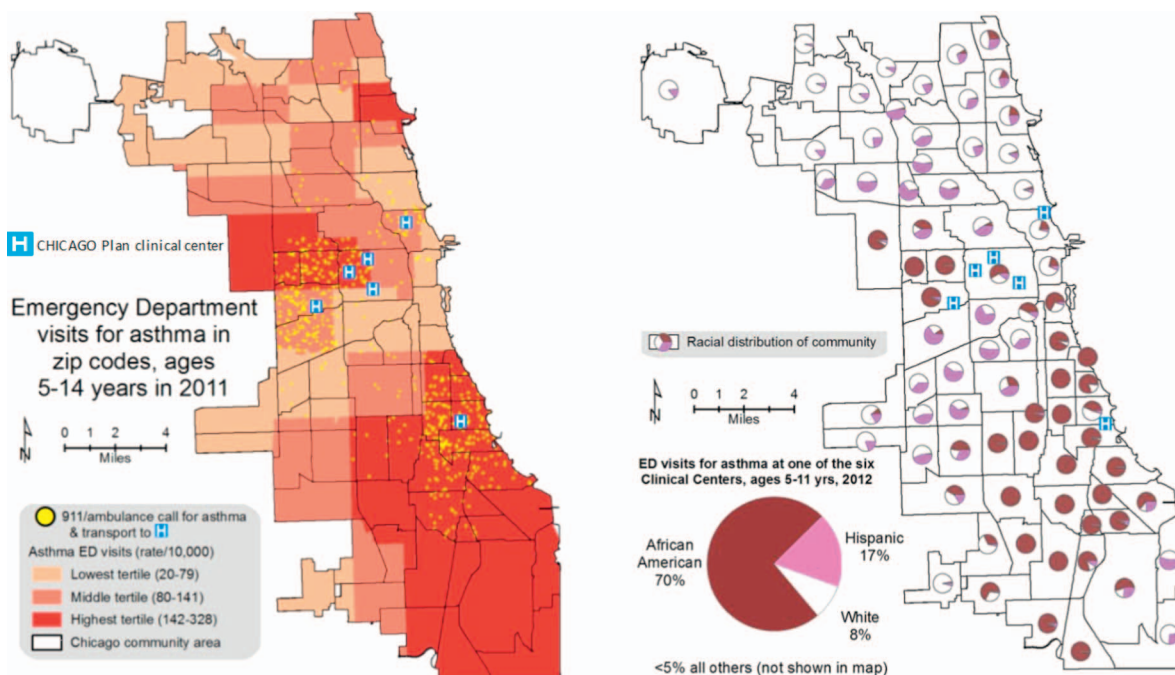 H CHICAGO Plan clinical center
Emergency Department
visits for asthma in
zip codes, ages
5-14 years in 2011
N
0 1 2 4
Miles
911/ambulance call for asthma
& transport to H
Asthma ED visits (rate/10,000)
Lowest tertile (20-79)
Middle tertile (80-141)
Highest tertile (142-328)
Chicago community area
H
H
H
H
H
H
H
H
H
H
H
H
Racial distribution of community
N
0 1 2 4
Miles
ED visits for asthma at one of the six
Clinical Centers, ages 5-11 yrs, 2012
African
American
70%
Hispanic
17%
White
8%
<5% all others (not shown in map)